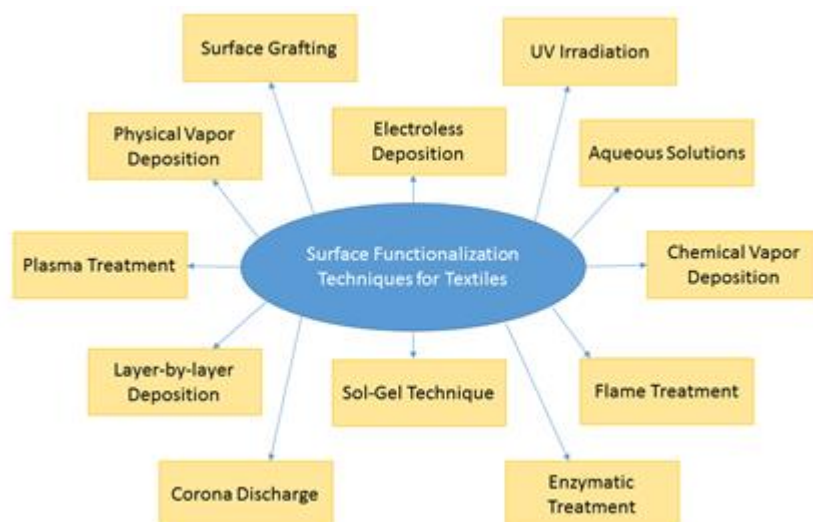 Surface Grafting
UV Irradiation
Physical Vapor
Deposition
Electroless
Deposition
Aqueous Solutions
Surface Functionalization
Techniques for Textiles
Plasma Treatment
Chemical Vapor
Deposition
Layer-by-layer
Deposition
Sol-Gel Technique
Flame Treatment
Corona Discharge
Enzymatic
Treatment